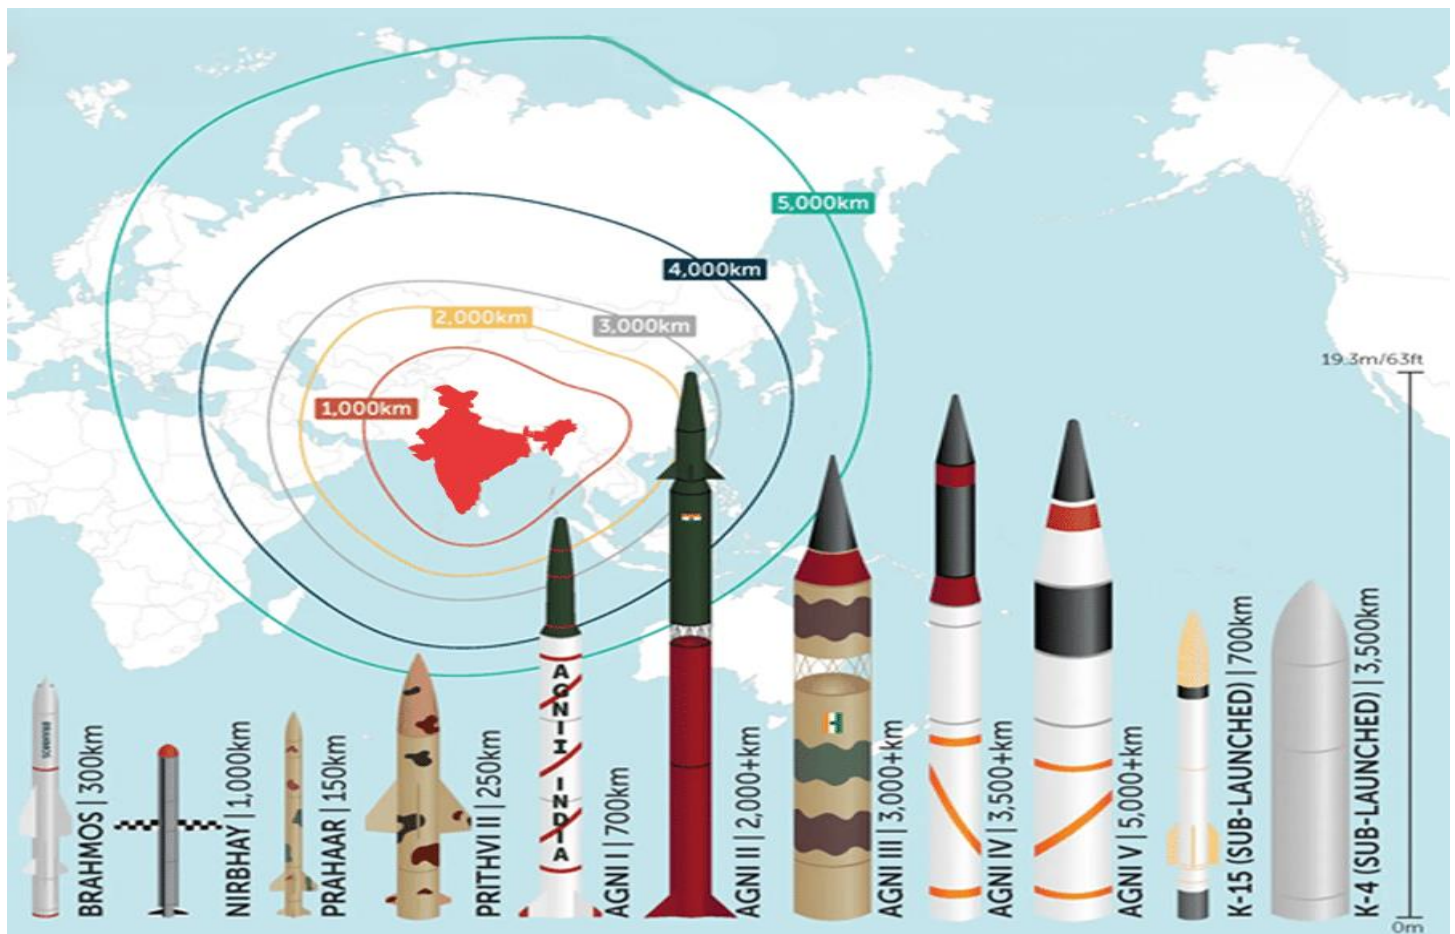 5,000km
4,000km
3,000km
2,000km
1,000km
19.3m/63ft
0m
BRAHMOS | 300km
NIRBHAY | 1,000km
PRAHAAR | 150km
PRITHVI II | 250km
AGNI I INDIA
AGNI I | 700km
AGNI II | 2,000+km
AGNI III | 3,000+km
AGNI IV | 3,500+km
AGNI V | 5,000+km
K-15 (SUB-LAUNCHED) | 700km
K-4 (SUB-LAUNCHED) | 3,500km